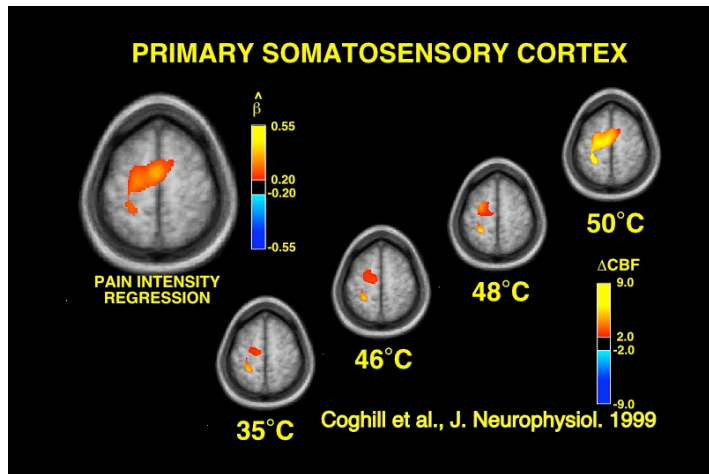 PRIMARY SOMATOSENSORY CORTEX
^
β
0.55
0.20
-0.20
-0.55
PAIN INTENSITY
REGRESSION
35°C
46°C
48°C
50°C
ΔCBF
9.0
2.0
-2.0
-9.0
Coghill et al., J. Neurophysiol. 1999